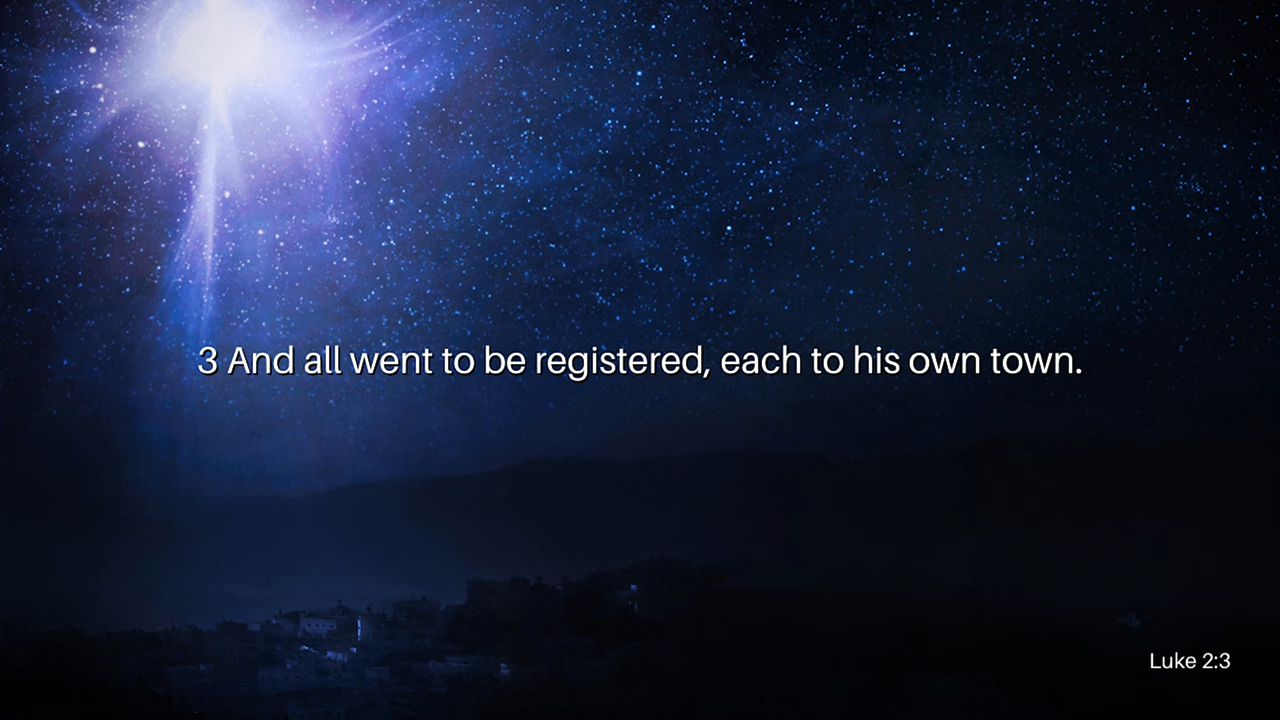 3 And all went to be registered, each to his own town.
Luke 2:3